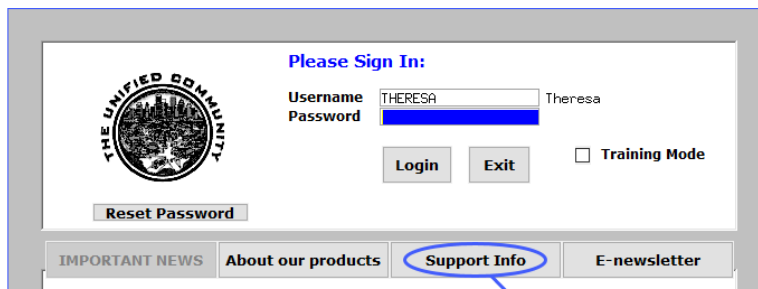 Please Sign In:
THE UNIFIED COMMUNITY
Username THERESA Theresa
Password
Login Exit Training Mode
Reset Password
IMPORTANT NEWS About our products Support Info E-newsletter